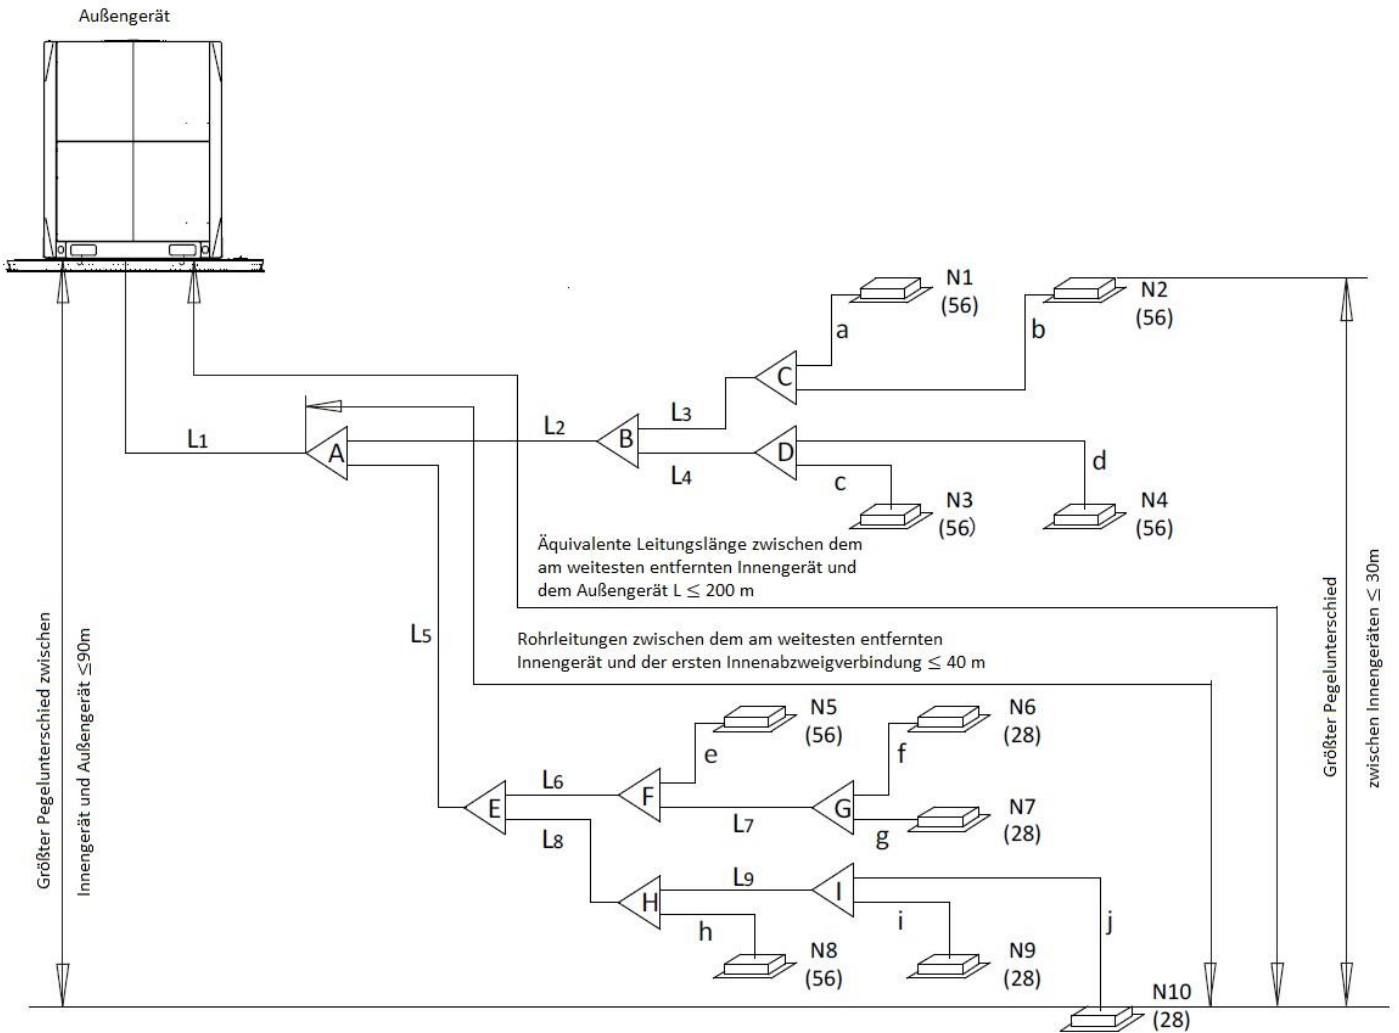 Außengerät
N1
(56)
N2
(56)
a
b
C
L3
L2
B
L1
A
D
d
L4
c
N3
(56)
N4
(56)
Äquivalente Leitungslänge zwischen dem
am weitesten entfernten Innengerät und
dem Außengerät L ≤ 200 m
L5
Rohrleitungen zwischen dem am weitesten entfernten
Innengerät und der ersten Innenabzweigverbindung ≤ 40 m
Größter Pegelunterschied zwischen
Innengerät und Außengerät ≤90m
Größter Pegelunterschied
zwischen Innengeräten ≤ 30m
N5
(56)
N6
(28)
e
f
L6
E
F
G
N7
(28)
L7
g
L8
L9
H
I
j
h
i
N8
(56)
N9
(28)
N10
(28)